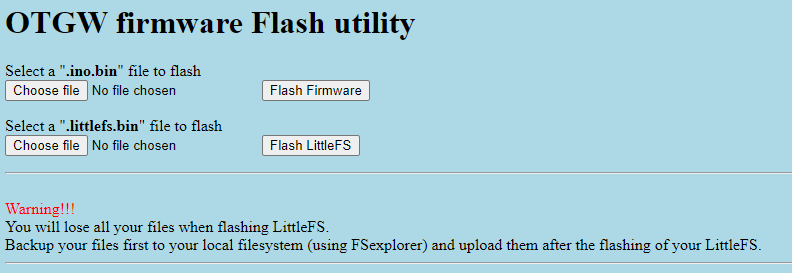 OTGW firmware Flash utility
Select a ".ino.bin" file to flash
Choose file No file chosen Flash Firmware
Select a ".littlefs.bin" file to flash
Choose file No file chosen Flash LittleFS
Warning!!!
You will lose all your files when flashing LittleFS.
Backup your files first to your local filesystem (using FSexplorer) and upload them after the flashing of your LittleFS.